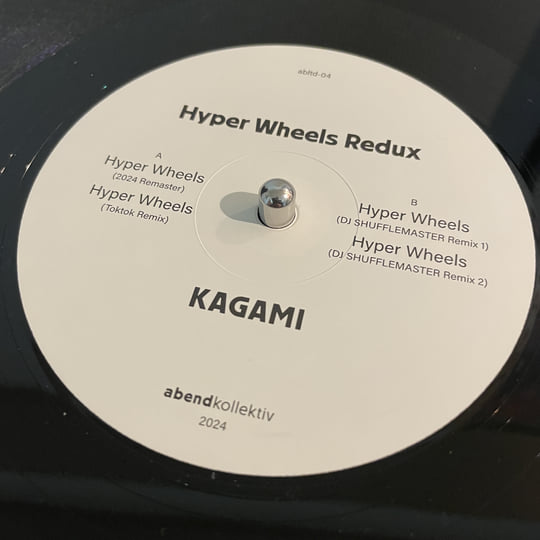 abltd-04
Hyper Wheels Redux
A
Hyper Wheels
(2024 Remaster)
Hyper Wheels
(Toktok Remix)
B
Hyper Wheels
(DJ SHUFFLEMASTER Remix 1)
Hyper Wheels
(DJ SHUFFLEMASTER Remix 2)
KAGAMI
abendkollektiv
2024